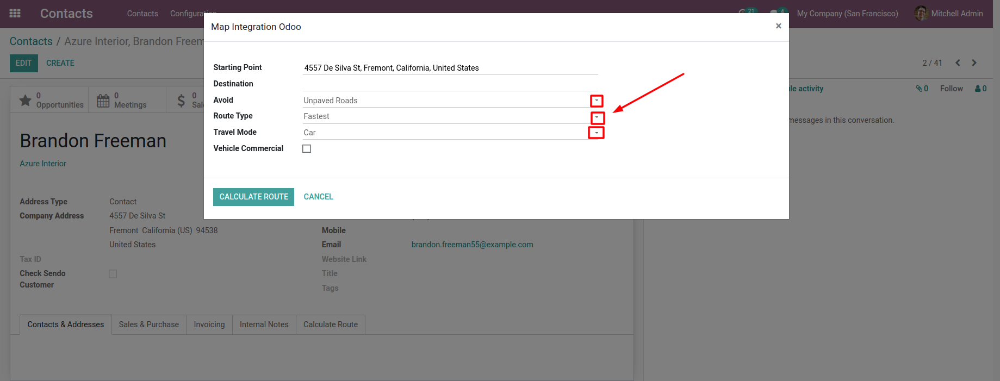 Contacts Contacts Configuration 21 4 My Company (San Francisco) Mitchell Admin
Map Integration Odoo ×
Contacts / Azure Interior, Brandon Freem
EDIT CREATE
2 / 41
Starting Point 4557 De Silva St, Fremont, California, United States
Destination
Avoid Unpaved Roads
Route Type Fastest
Travel Mode Car
Vehicle Commercial
CALCULATE ROUTE CANCEL
activity 0 Follow 0
0 Opportunities
0 Meetings
$ 0
messages in this conversation.
Brandon Freeman
Azure Interior
Address Type Contact
Company Address 4557 De Silva St
Fremont California (US) 94538
United States
Tax ID
Check Sendo
Customer
Mobile
Email brandon.freeman55@example.com
Website Link
Title
Tags
Contacts & Addresses Sales & Purchase Invoicing Internal Notes Calculate Route